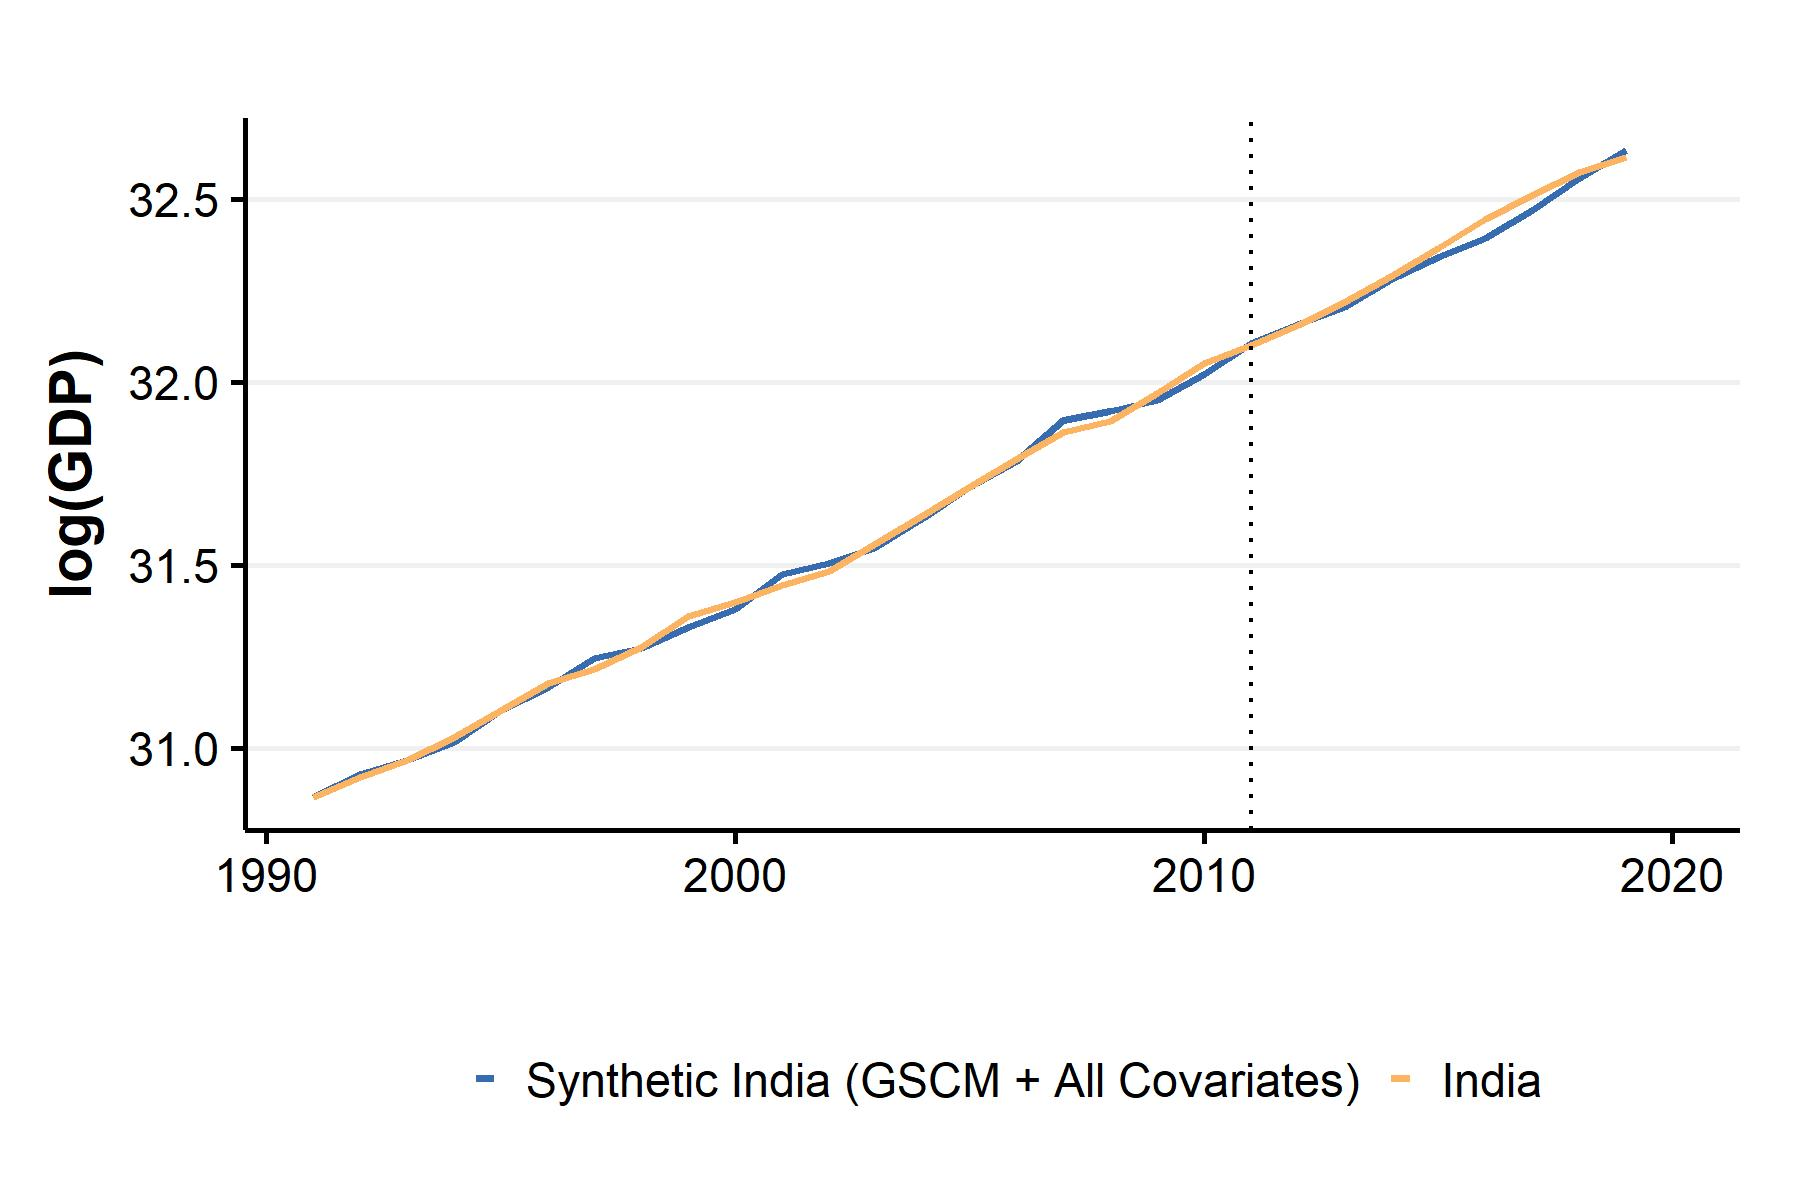 log(GDP)
32.5
32.0
31.5
31.0
1990 2000 2010 2020
Synthetic India (GSCM + All Covariates) India